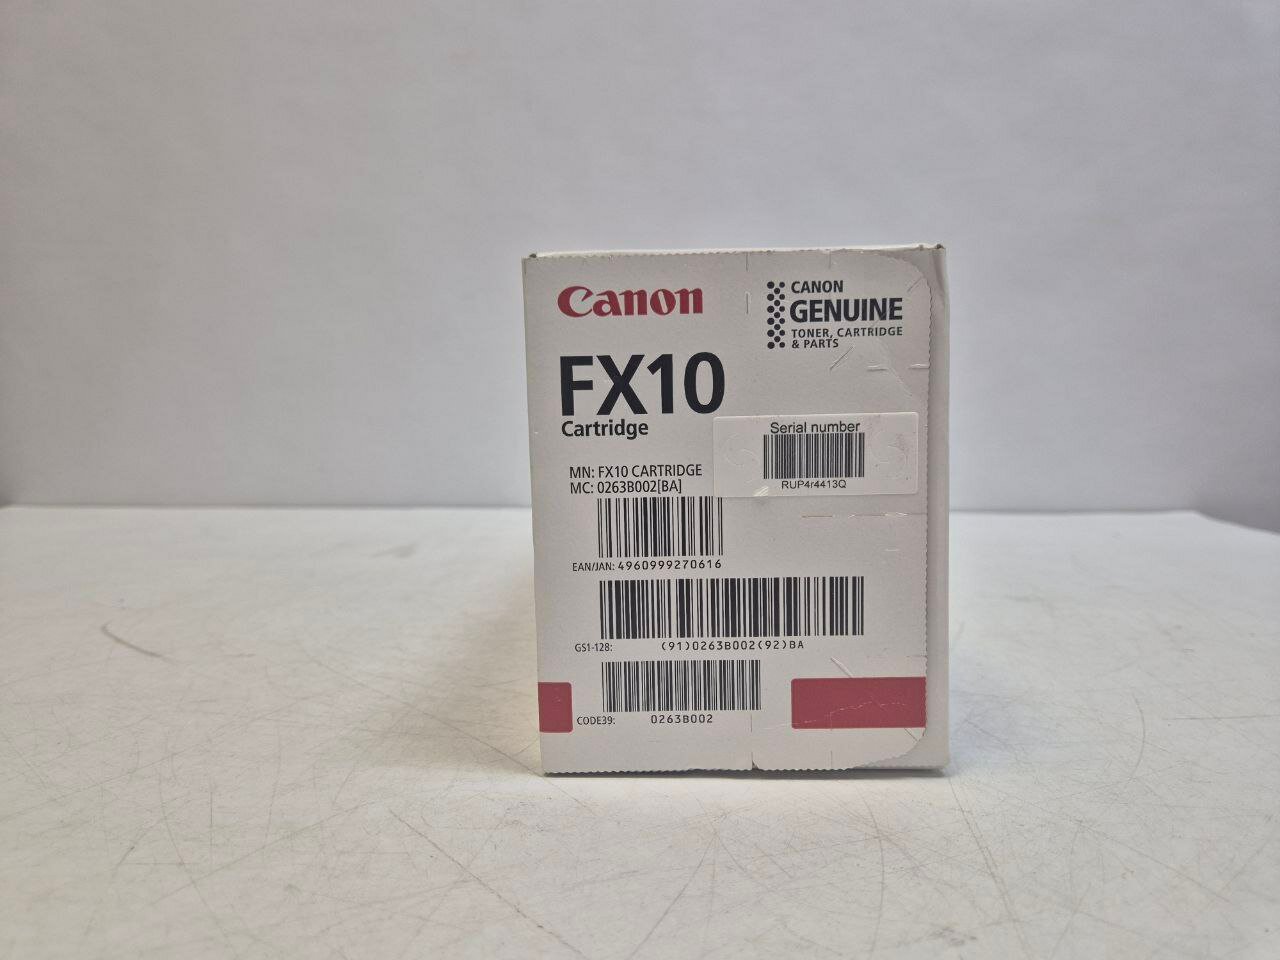 Canon
CANON
GENUINE
TONER, CARTRIDGE
& PARTS
FX10
Cartridge
Serial number
RUP4r4413Q
MN: FX10 CARTRIDGE
MC: 0263B002[BA]
EAN/JAN: 4960999270616
GS1-128: (91)0263B002(92)BA
CODE39: 0263B002